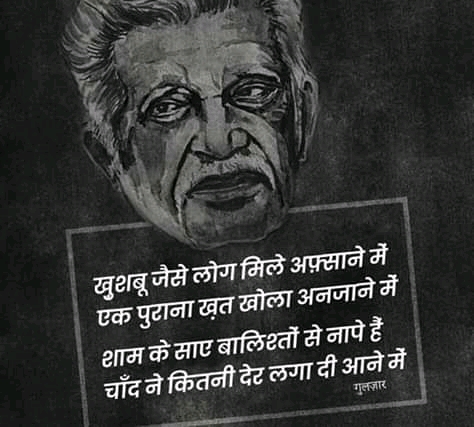 ख़ुशबू जैसे लोग मिले अफ़्साने में
एक पुराना ख़त खोला अनजाने में
शाम के साए बालिश्तों से नापे हैं
चाँद ने कितनी देर लगा दी आने में
गुलज़ार